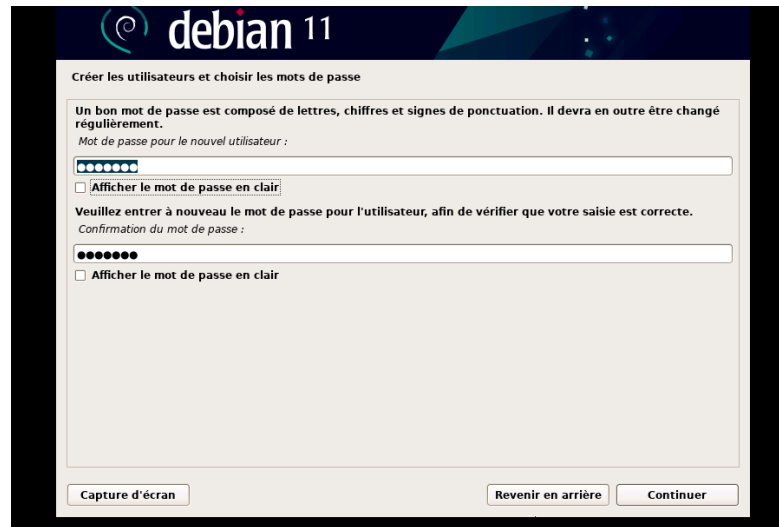 debian 11
Créer les utilisateurs et choisir les mots de passe
Un bon mot de passe est composé de lettres, chiffres et signes de ponctuation. Il devra en outre être changé
régulièrement.
Mot de passe pour le nouvel utilisateur :
●●●●●●●
Afficher le mot de passe en clair
Veuillez entrer à nouveau le mot de passe pour l'utilisateur, afin de vérifier que votre saisie est correcte.
Confirmation du mot de passe :
●●●●●●●
Afficher le mot de passe en clair
Capture d'écran
Revenir en arrière
Continuer